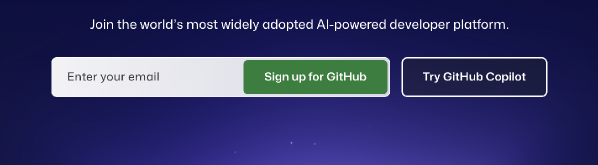 Join the world's most widely adopted AI-powered developer platform.
Enter your email
Sign up for GitHub
Try GitHub Copilot